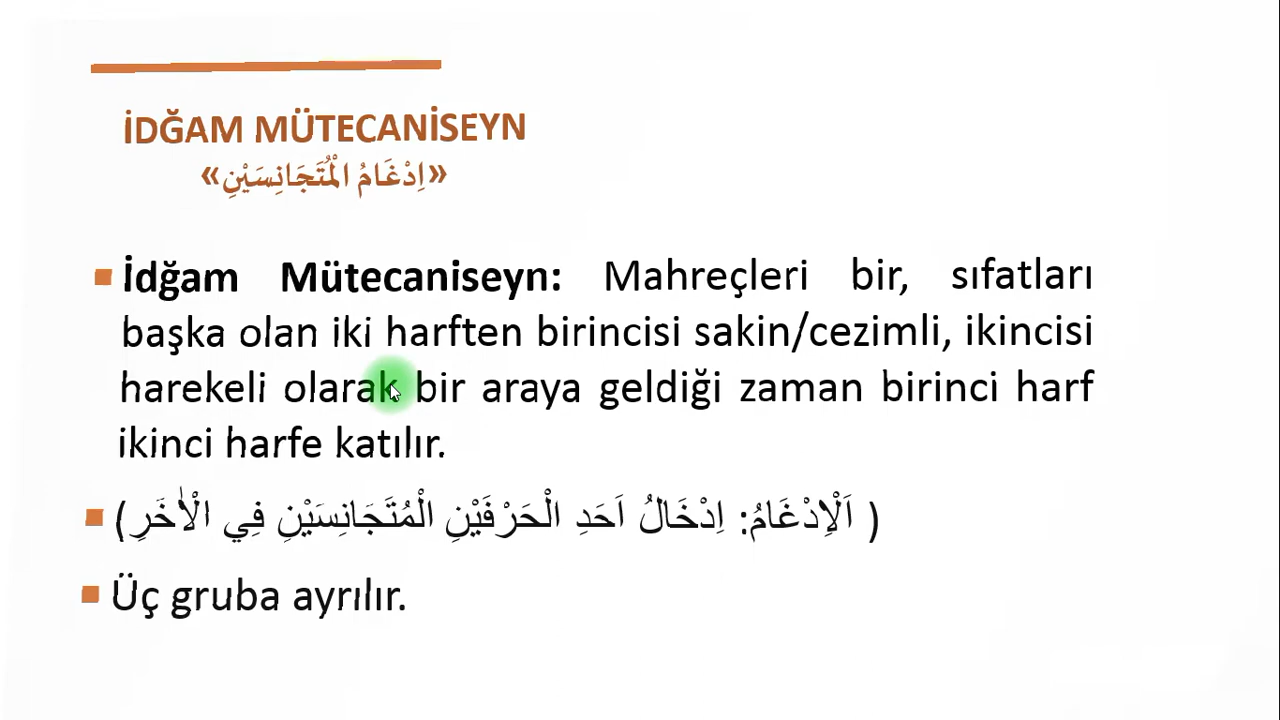 İDĞAM MÜTECANİSEYN
«اِدْغَامُ الْمُتَجَانِسَيْنِ»
İdğam Mütecaniseyn: Mahreçleri bir, sıfatları
başka olan iki harften birincisi sakin/cezimli, ikincisi
harekeli olarak bir araya geldiği zaman birinci harf
ikinci harfe katılır.
( اَلْاِدْغَامُ: اِدْخَالُ اَحَدِ الْحَرْفَيْنِ الْمُتَجَانِسَيْنِ فِي الْاٰخَرِ)
Üç gruba ayrılır.